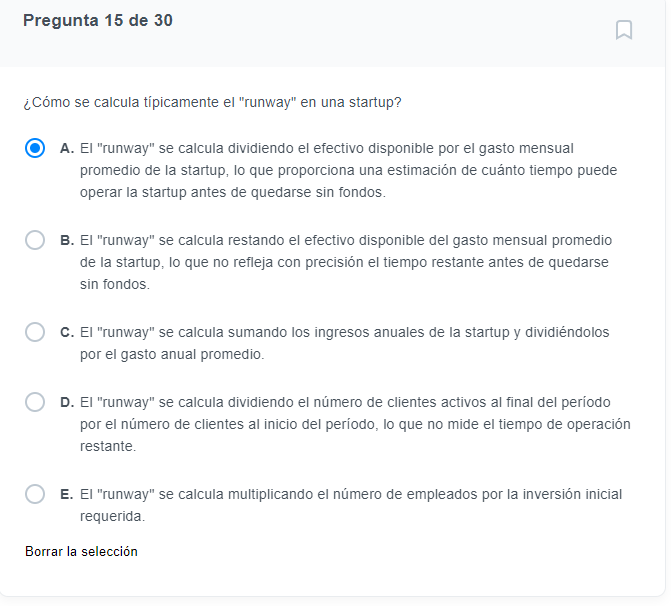 Pregunta 15 de 30
¿Cómo se calcula típicamente el "runway" en una startup?
A. El "runway" se calcula dividiendo el efectivo disponible por el gasto mensual
promedio de la startup, lo que proporciona una estimación de cuánto tiempo puede
operar la startup antes de quedarse sin fondos.
B. El "runway" se calcula restando el efectivo disponible del gasto mensual promedio
de la startup, lo que no refleja con precisión el tiempo restante antes de quedarse
sin fondos.
C. El "runway" se calcula sumando los ingresos anuales de la startup y dividiéndolos
por el gasto anual promedio.
D. El "runway" se calcula dividiendo el número de clientes activos al final del período
por el número de clientes al inicio del período, lo que no mide el tiempo de operación
restante.
E. El "runway" se calcula multiplicando el número de empleados por la inversión inicial
requerida.
Borrar la selección